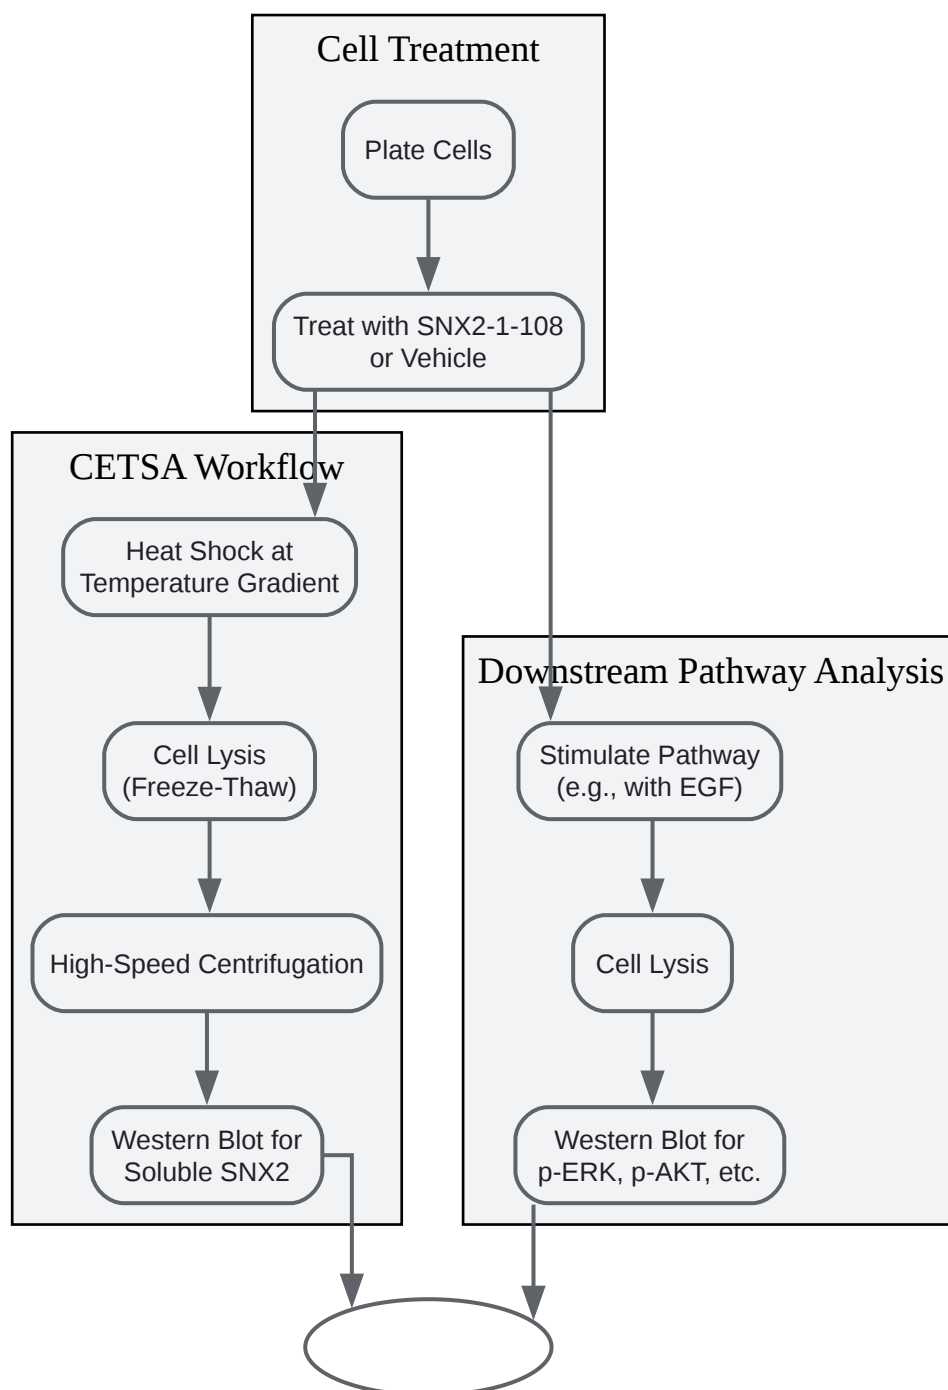 Cell Treatment
Plate Cells
Treat with SNX2-1-108
or Vehicle
CETSA Workflow
Heat Shock at
Temperature Gradient
Cell Lysis
(Freeze-Thaw)
High-Speed Centrifugation
Western Blot for
Soluble SNX2
Downstream Pathway Analysis
Stimulate Pathway
(e.g., with EGF)
Cell Lysis
Western Blot for
p-ERK, p-AKT, etc.